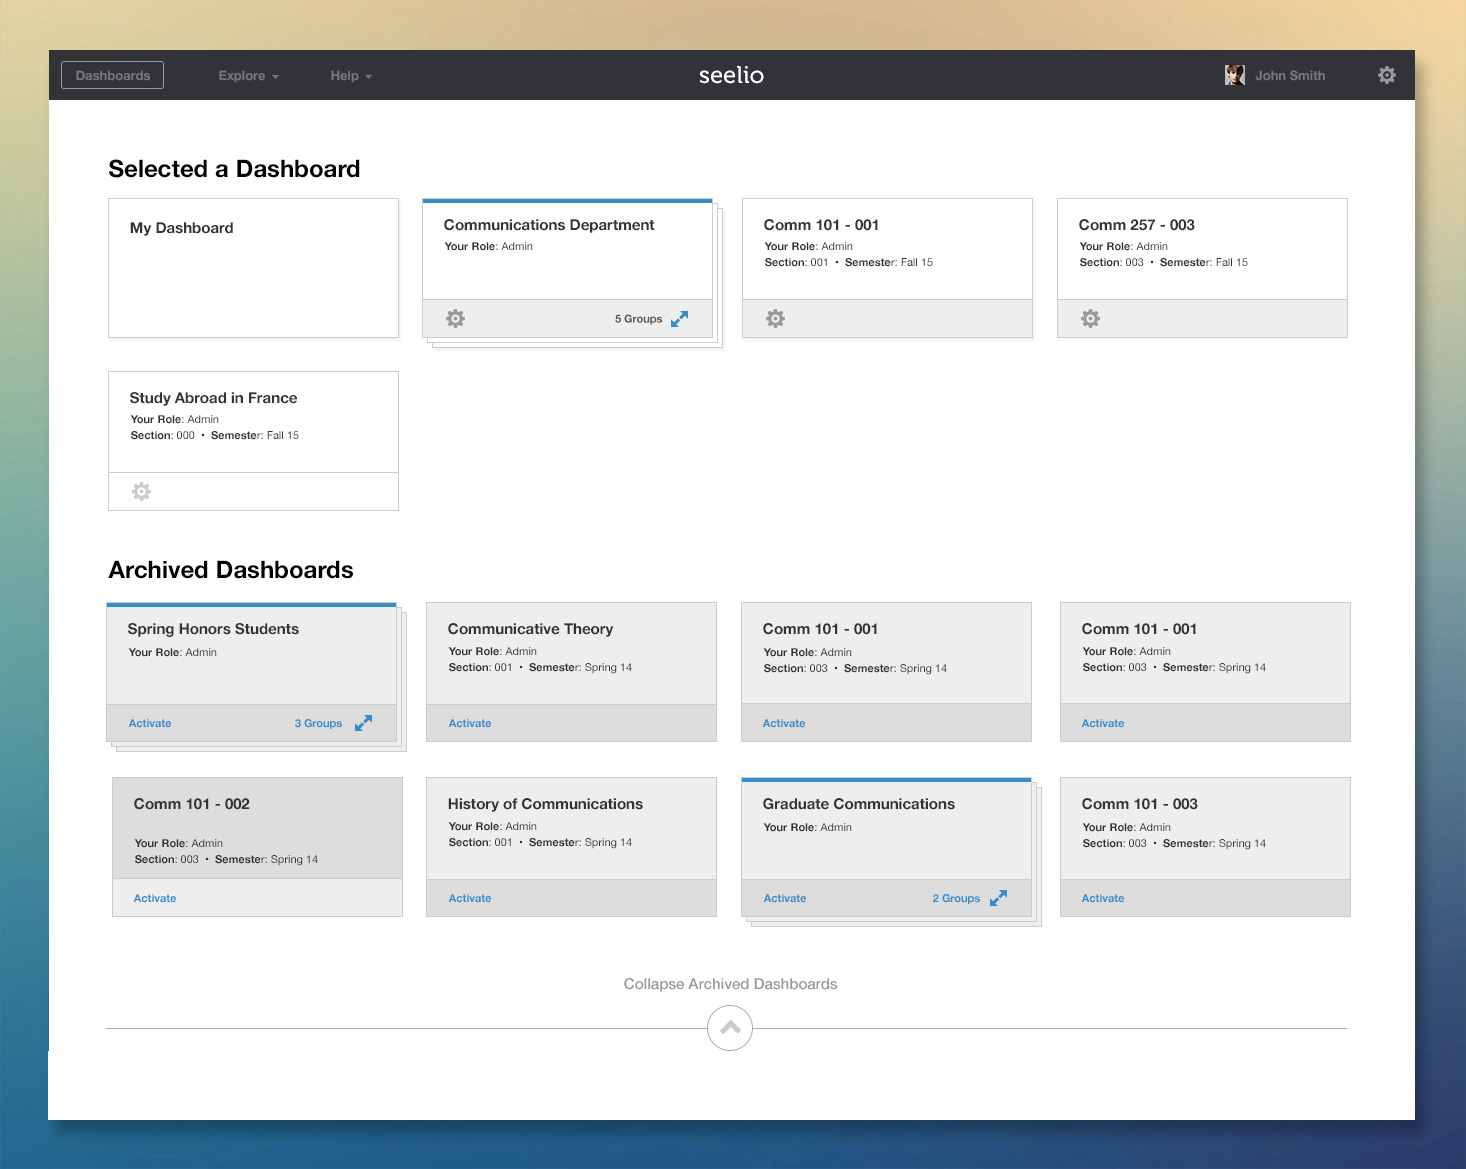 Dashboards
Explore
Help
seelio
John Smith
Selected a Dashboard
My Dashboard
Communications Department
Your Role: Admin
5 Groups
Comm 101 - 001
Your Role: Admin
Section: 001 • Semester: Fall 15
Comm 257 - 003
Your Role: Admin
Section: 003 • Semester: Fall 15
Study Abroad in France
Your Role: Admin
Section: 000 • Semester: Fall 15
Archived Dashboards
Spring Honors Students
Your Role: Admin
Activate
3 Groups
Communicative Theory
Your Role: Admin
Section: 001 • Semester: Spring 14
Activate
Comm 101 - 001
Your Role: Admin
Section: 003 • Semester: Spring 14
Activate
Comm 101 - 001
Your Role: Admin
Section: 003 • Semester: Spring 14
Activate
Comm 101 - 002
Your Role: Admin
Section: 003 • Semester: Spring 14
Activate
History of Communications
Your Role: Admin
Section: 001 • Semester: Spring 14
Activate
Graduate Communications
Your Role: Admin
Activate
2 Groups
Comm 101 - 003
Your Role: Admin
Section: 003 • Semester: Spring 14
Activate
Collapse Archived Dashboards